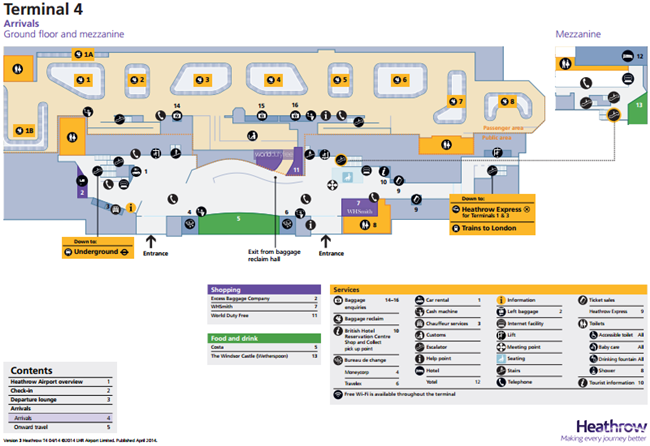 Terminal 4
Arrivals
Ground floor and mezzanine
Mezzanine
1A
1
2
3
4
5
6
7
8
1B
14
15
16
12
13
Passenger area
Public area
WORLD
11
1
2
3
10
9
9
7
WHSmith
8
4
5
6
Down to:
Underground
Entrance
Exit from baggage
reclaim hall
Entrance
Down to:
Heathrow Express
for Terminals 1 & 3
Trains to London
Shopping
Excess Baggage Company 2
WHSmith 7
World Duty Free 11
Food and drink
Costa 5
The Windsor Castle (Wetherspoon) 13
Services
Baggage enquiries 14–16
Baggage reclaim
British Hotel Reservation Centre 10
Shop and Collect pick up point
Bureau de change
Moneycorp 4
Travelex 6
Car rental 1
Cash machine
Chauffeur services 3
Customs
Escalator
Help point
Hotel
Yotel 12
Information
Left baggage 2
Internet facility
Lift
Meeting point
Seating
Stairs
Telephone
Ticket sales
Heathrow Express 9
Toilets
Accessible toilet All
Baby care All
Drinking fountain All
Shower 8
Tourist information 10
Free Wi-Fi is available throughout the terminal
Contents
Heathrow Airport overview 1
Check-in 2
Departure lounge 3
Arrivals
Arrivals 4
Onward travel 5
Version 3 Heathrow T4 04/14 ©2014 LHR Airport Limited. Published April 2014.
Heathrow
Making every journey better